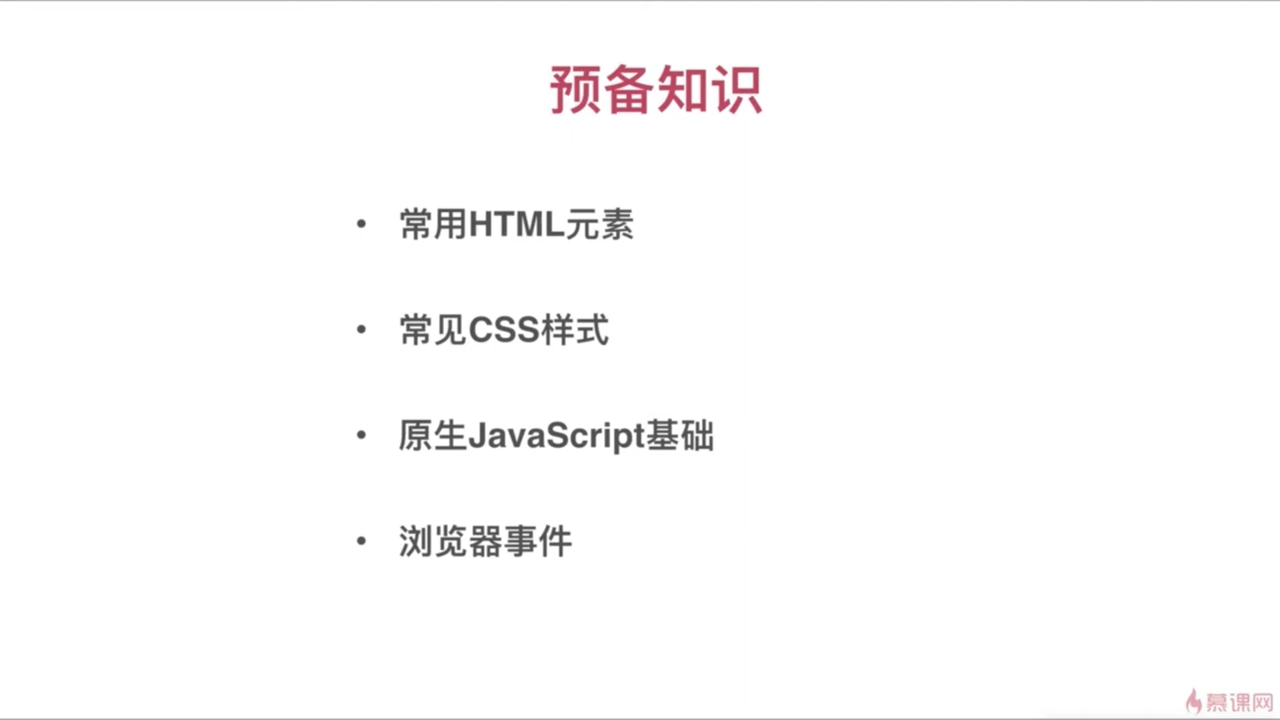 预备知识
• 常用HTML元素
• 常见CSS样式
• 原生JavaScript基础
• 浏览器事件
慕课网